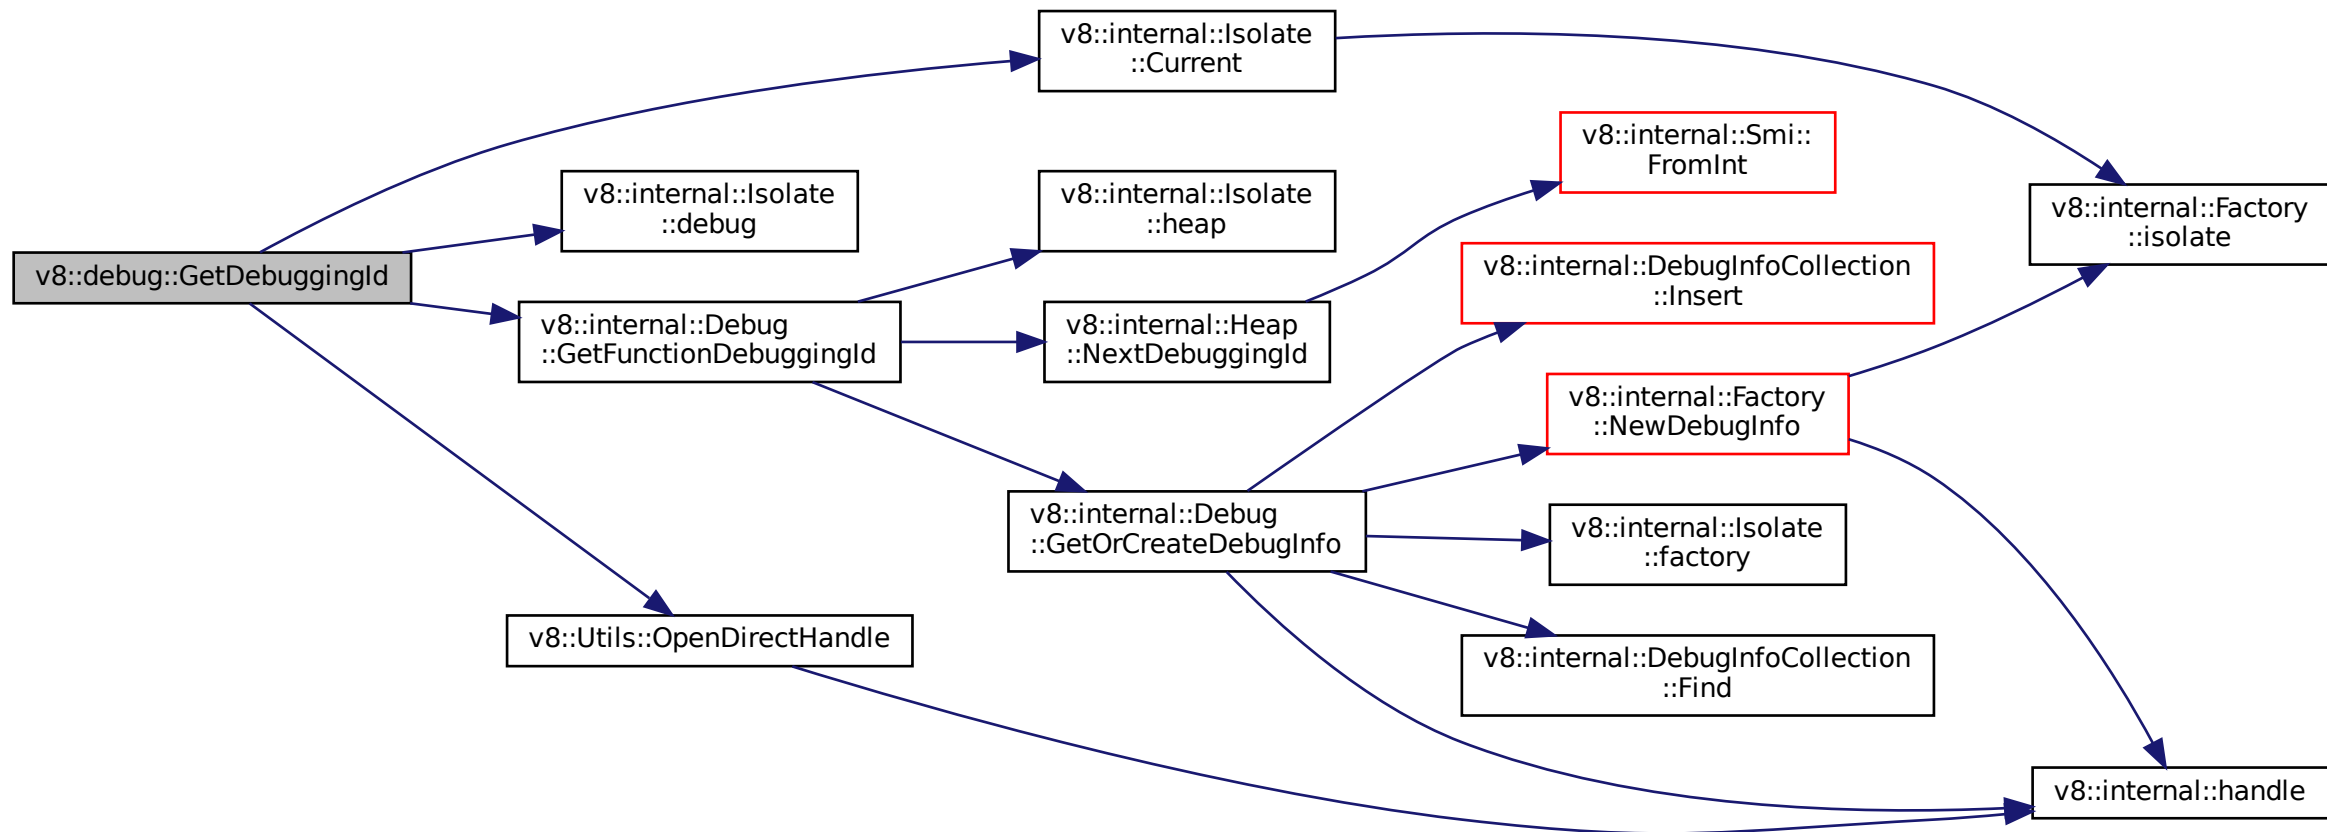 v8::debug::GetDebuggingId
v8::internal::Isolate
::Current
v8::internal::Isolate
::debug
v8::internal::Debug
::GetFunctionDebuggingId
v8::Utils::OpenDirectHandle
v8::internal::Isolate
::heap
v8::internal::Heap
::NextDebuggingId
v8::internal::Debug
::GetOrCreateDebugInfo
v8::internal::Smi::
FromInt
v8::internal::DebugInfoCollection
::Insert
v8::internal::Factory
::NewDebugInfo
v8::internal::Isolate
::factory
v8::internal::DebugInfoCollection
::Find
v8::internal::Factory
::isolate
v8::internal::handle